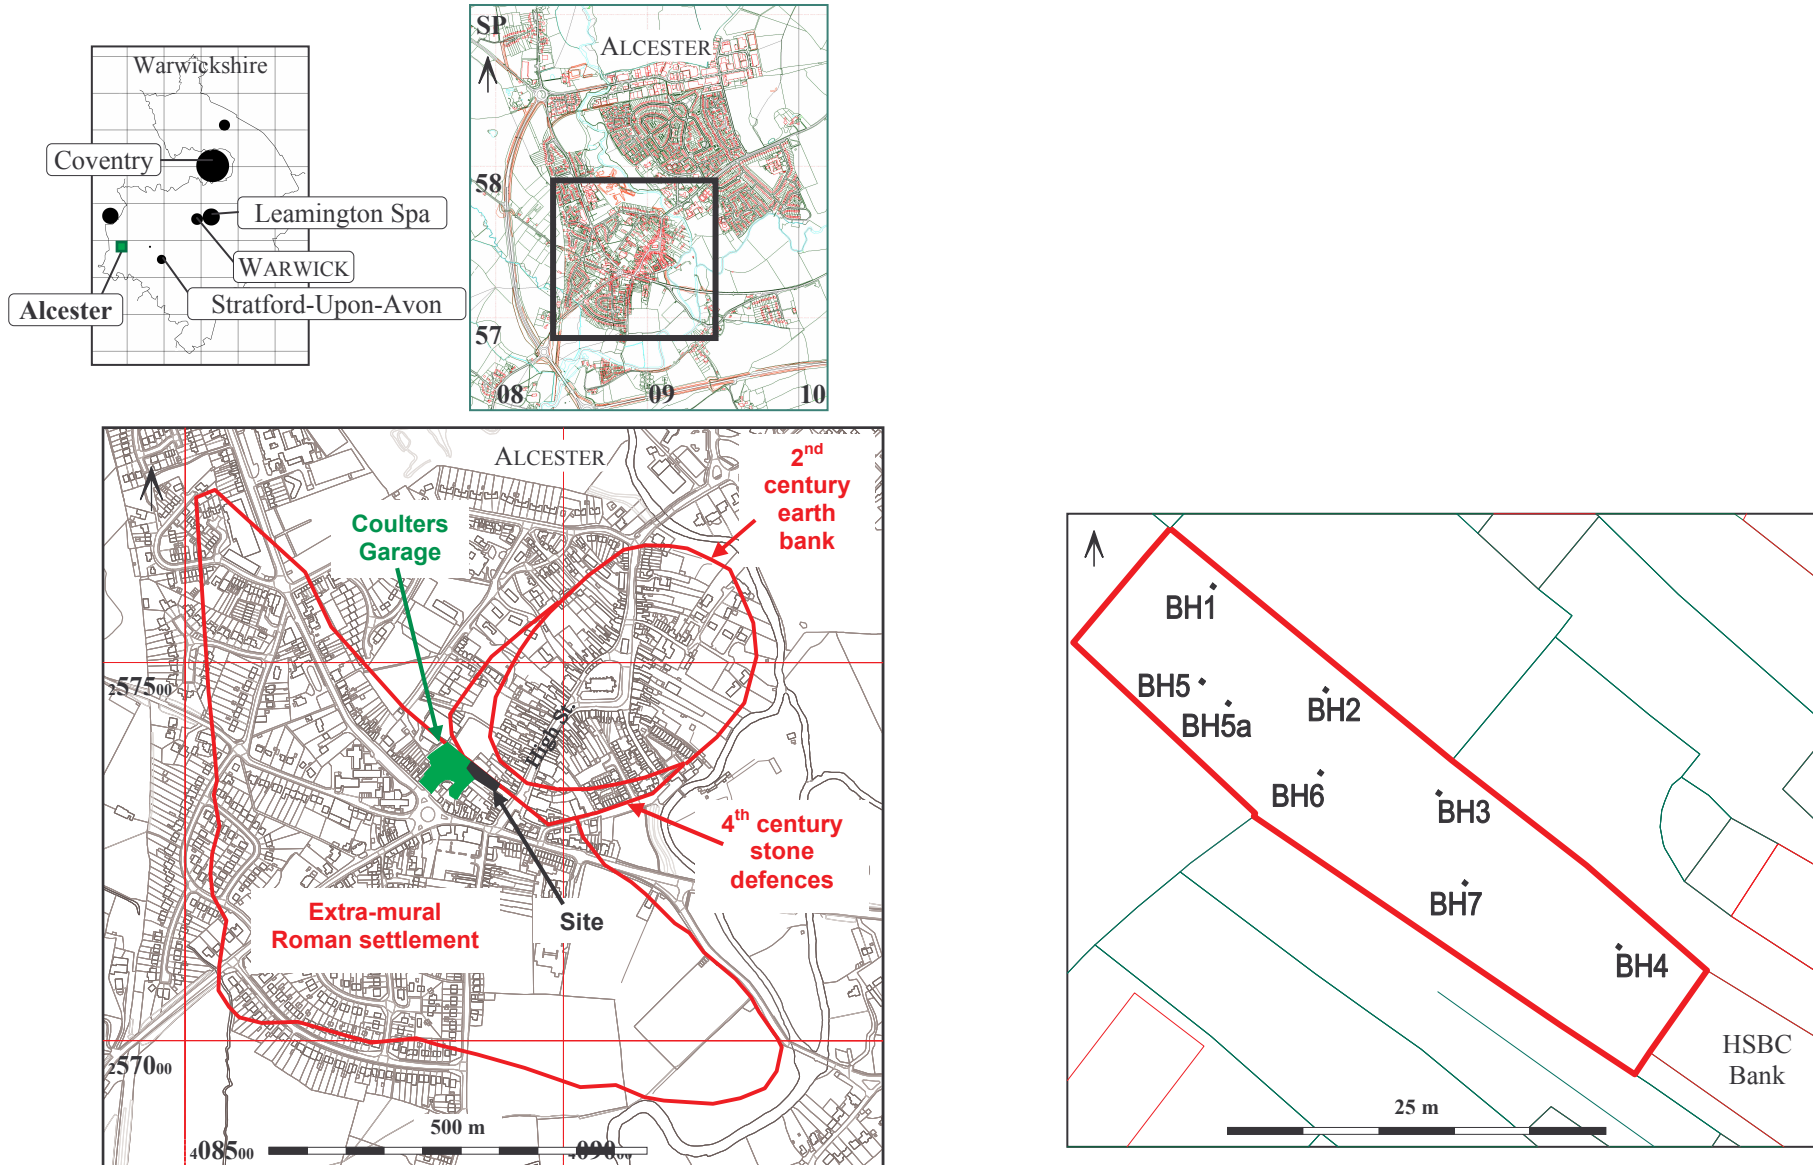 Warwickshire
Coventry
Leamington Spa
WARWICK
Stratford-Upon-Avon
Alcester
SP
ALCESTER
58
57
08
09
10
ALCESTER
2nd
century
earth
bank
Coulters
Garage
257500
High St.
4th century
stone
defences
Extra-mural
Roman settlement
Site
257000
500 m
408500
409000
BH1
BH5
BH5a
BH2
BH6
BH3
BH7
BH4
HSBC
Bank
25 m